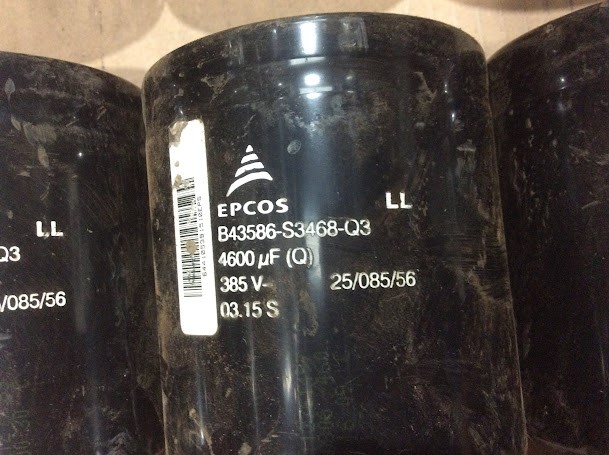 EPCOS LL
B43586-S3468-Q3
4600 µF (Q)
385 V- 25/085/56
03.15 S
LL
Q3
/085/56